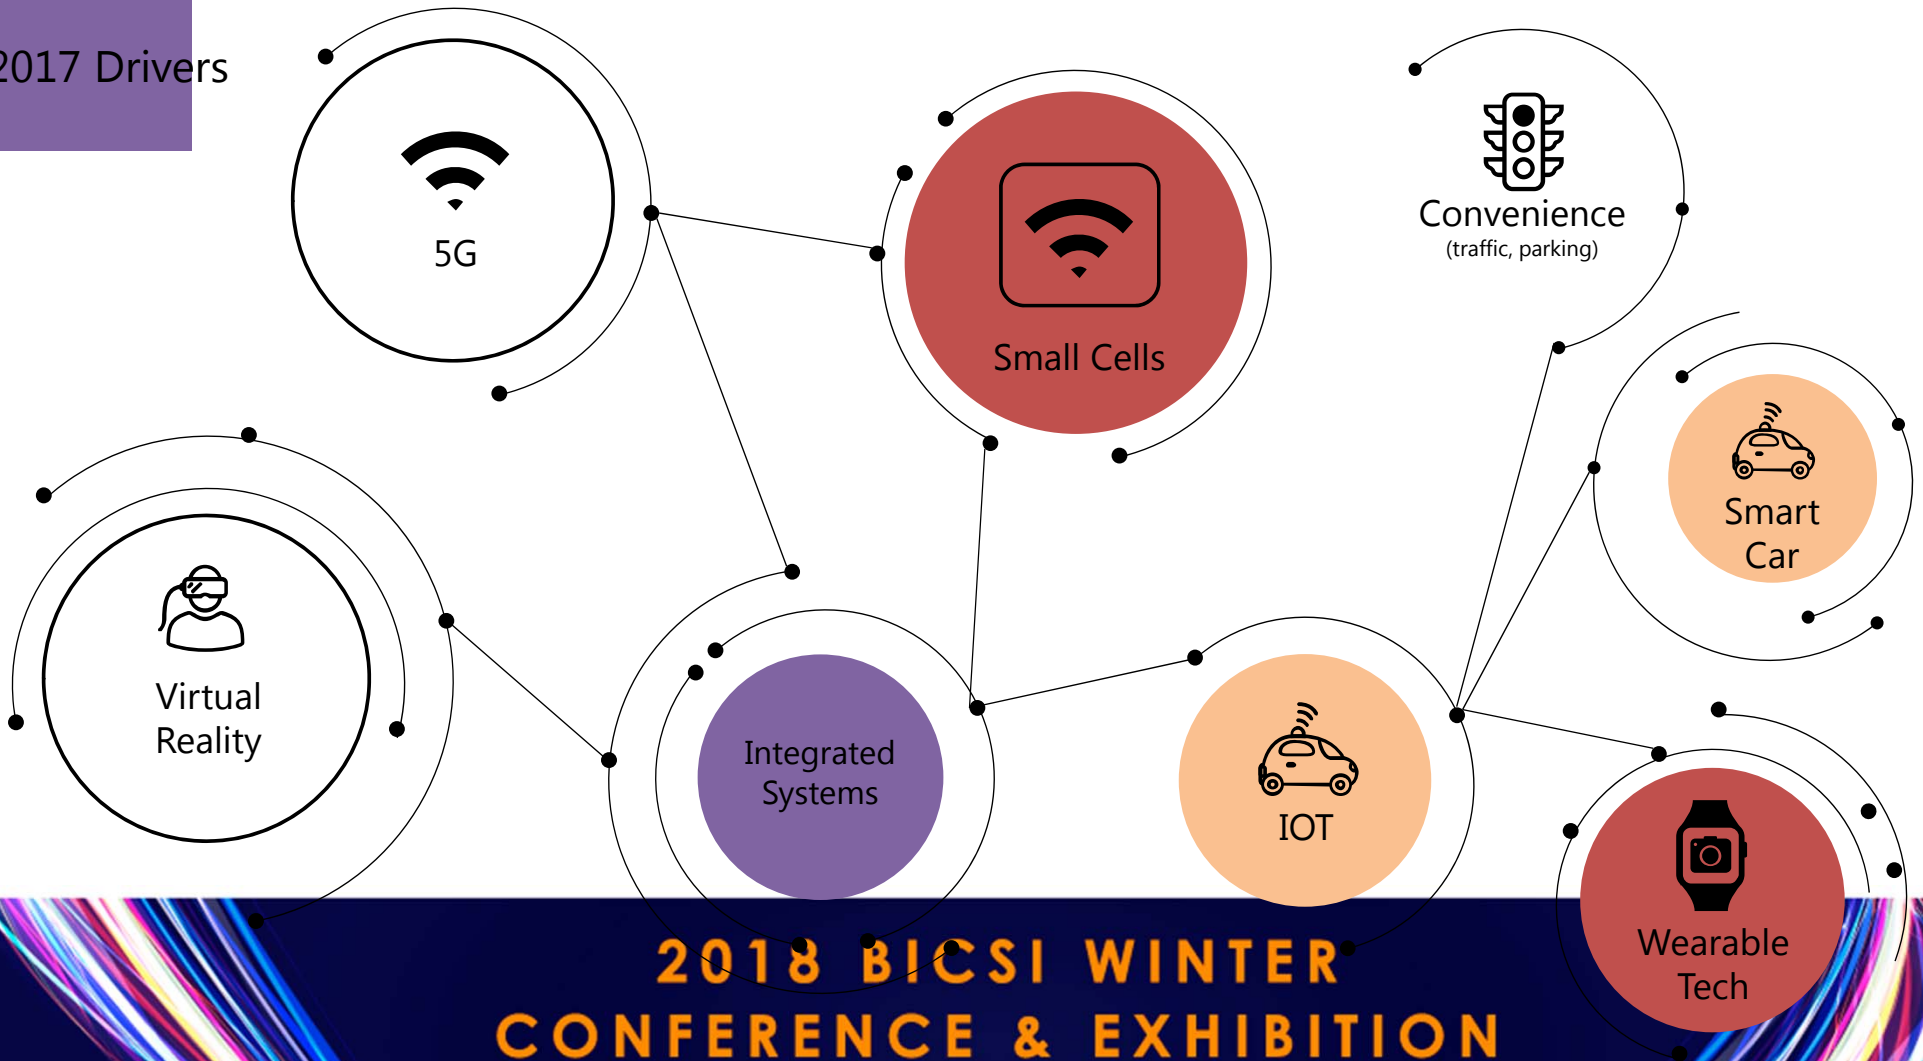 2017 Drivers
5G
Small Cells
Convenience
(traffic, parking)
Smart
Car
Virtual
Reality
Integrated
Systems
IOT
Wearable
Tech
2018 BICSI WINTER
CONFERENCE & EXHIBITION